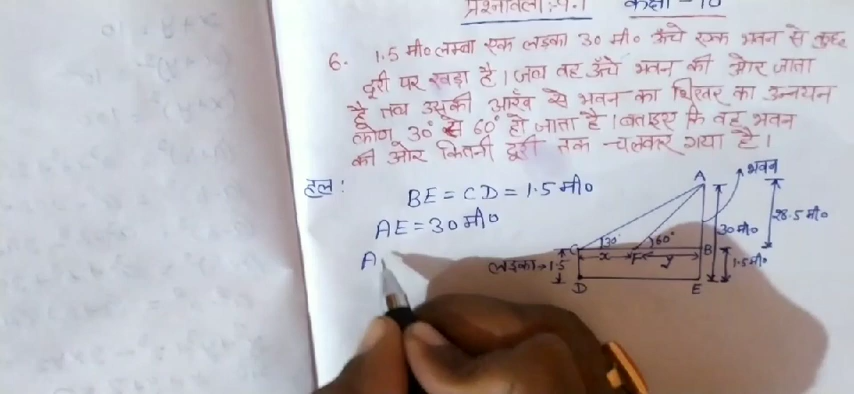 प्रश्नावली:-9.1 कक्षा - 10
6. 1.5 मी० लम्बा एक लड़का 30 मी० ऊँचे एक भवन से कुछ
दूरी पर खड़ा है। जब वह ऊँचे भवन की ओर जाता
है तब उसकी आँख से भवन का शिखर का उन्नयन
कोण 30° से 60° हो जाता है। बताइए कि वह भवन
की ओर कितनी दूरी तक चलकर गया है।
हल:
BE = CD = 1.5 मी०
AE = 30 मी०
A
A भवन
28.5 मी०
30 मी०
C 30° F 60° B
x y
लड़का→1.5 1.5 मी०
D E